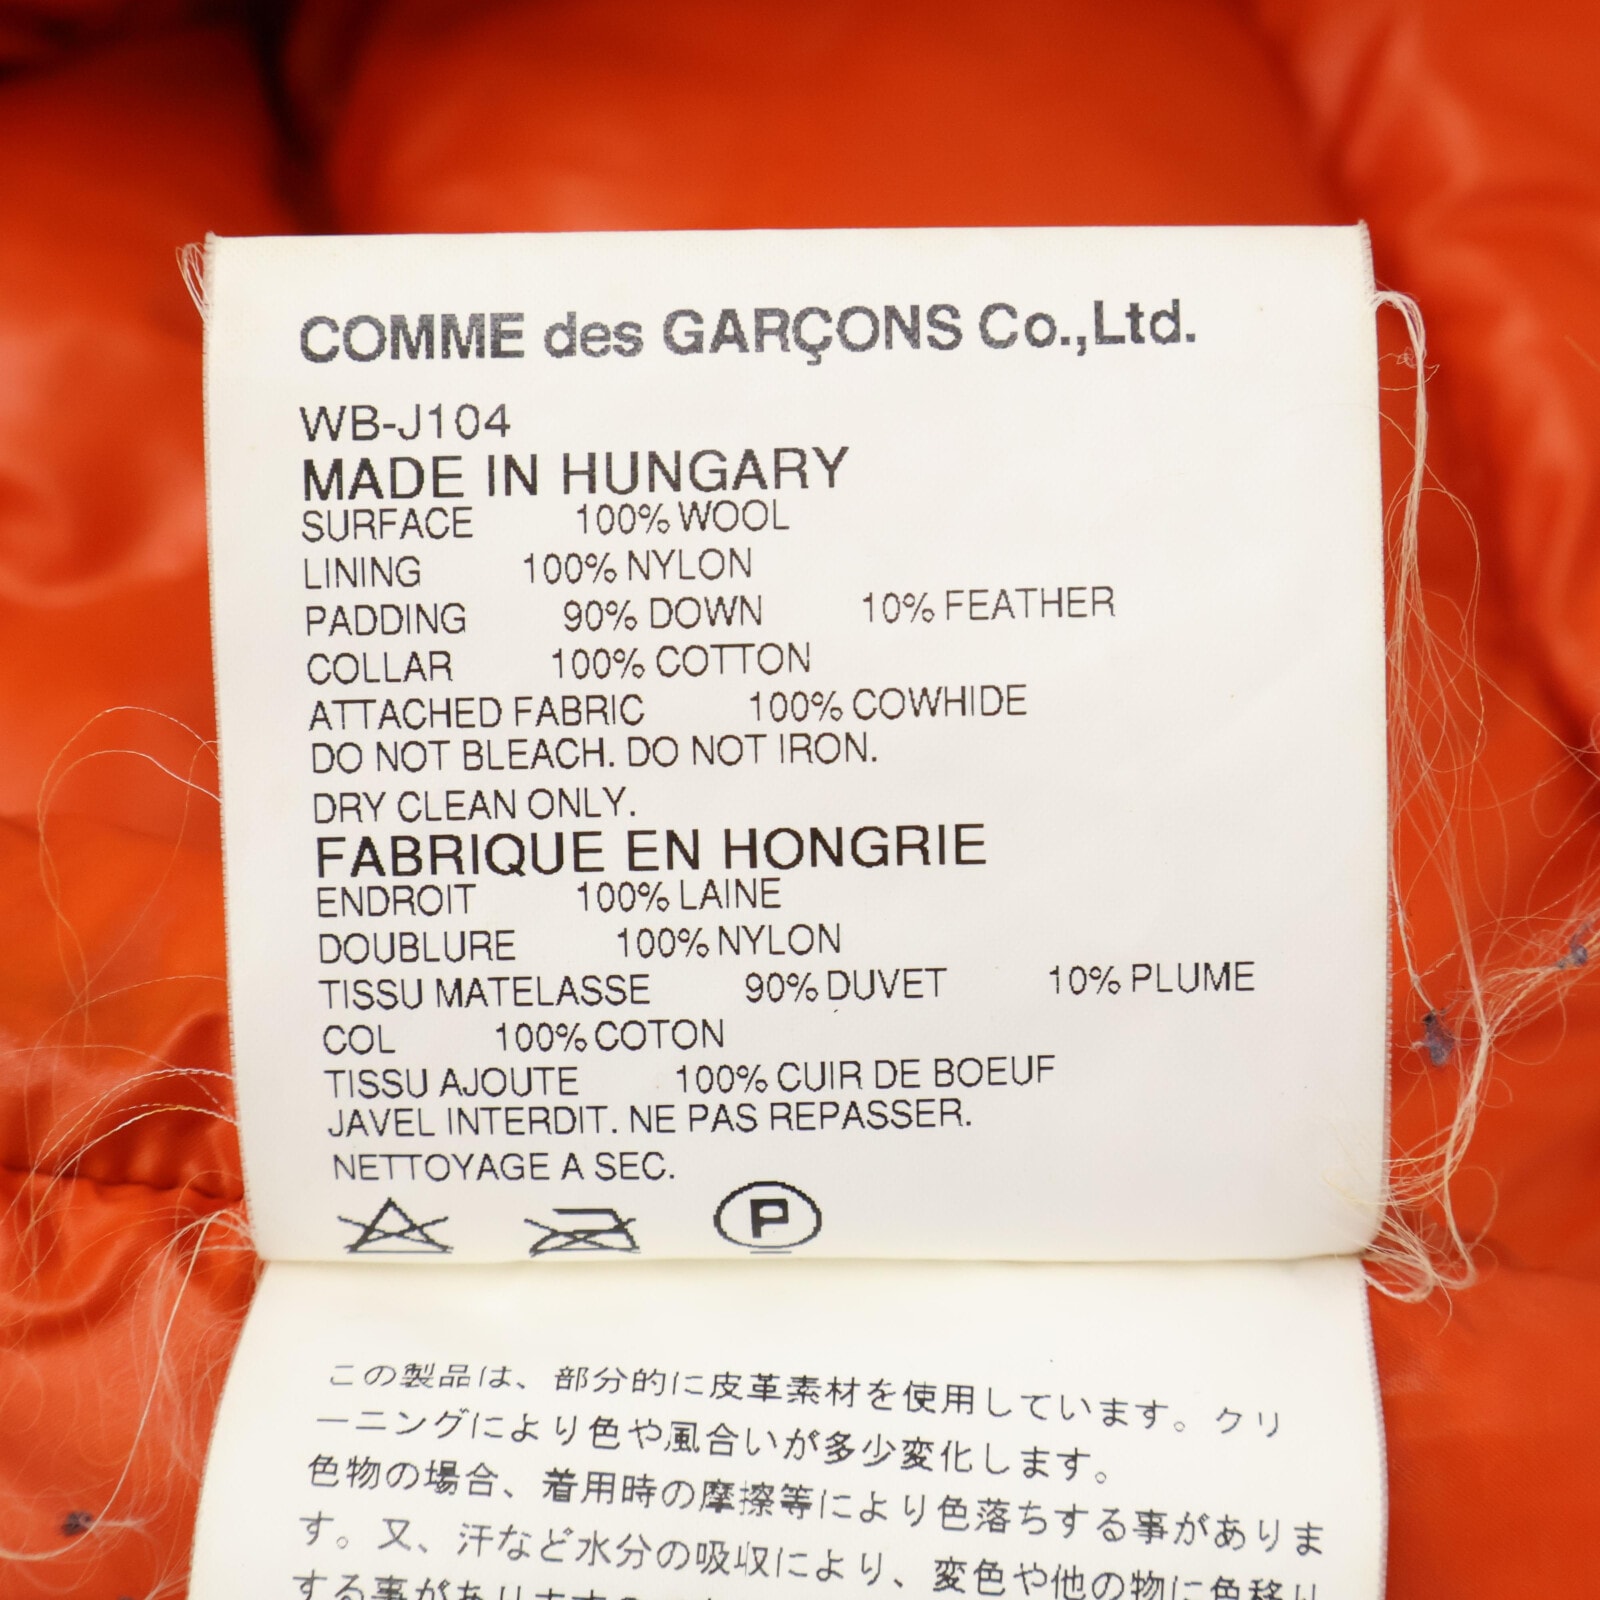 COMME des GARÇONS Co.,Ltd.
WB-J104
MADE IN HUNGARY
SURFACE 100% WOOL
LINING 100% NYLON
PADDING 90% DOWN 10% FEATHER
COLLAR 100% COTTON
ATTACHED FABRIC 100% COWHIDE
DO NOT BLEACH. DO NOT IRON.
DRY CLEAN ONLY.
FABRIQUE EN HONGRIE
ENDROIT 100% LAINE
DOUBLURE 100% NYLON
TISSU MATELASSE 90% DUVET 10% PLUME
COL 100% COTON
TISSU AJOUTE 100% CUIR DE BOEUF
JAVEL INTERDIT. NE PAS REPASSER.
NETTOYAGE A SEC.
P
この製品は、部分的に皮革素材を使用しています。クリ
ーニングにより色や風合いが多少変化します。
色物の場合、着用時の摩擦等により色落ちする事がありま
す。又、汗など水分の吸収により、変色や他の物に色移り
する事があります